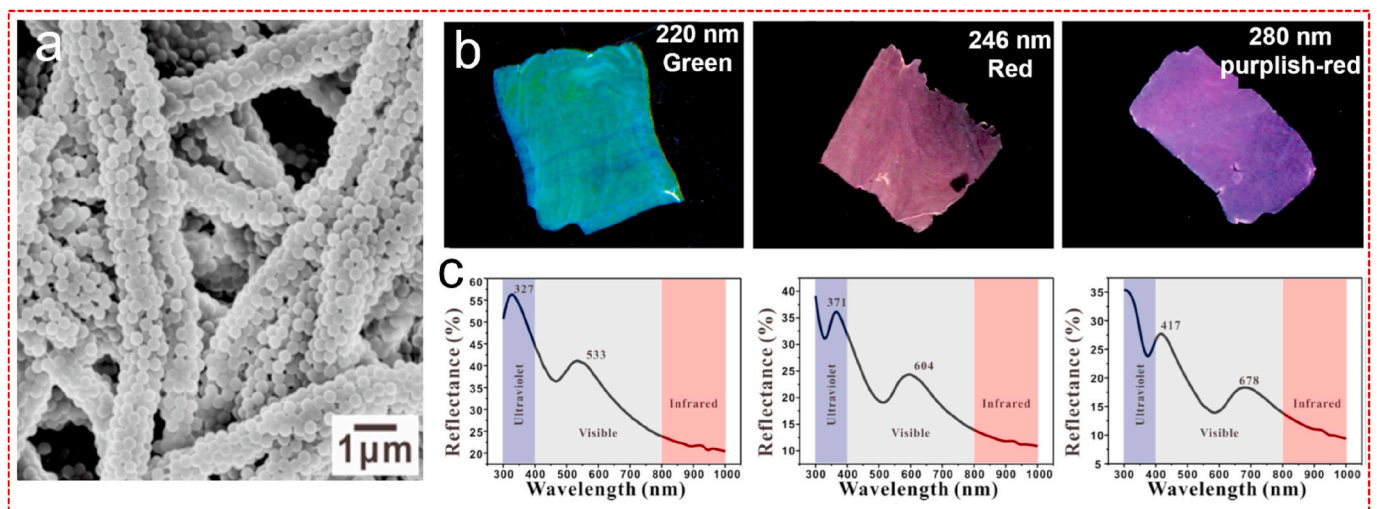 a
1μm
b
220 nm
Green
246 nm
Red
280 nm
purplish-red
c
Reflectance (%)
60
55
50
45
40
35
30
25
20
327
533
Ultraviolet
Visible
Infrared
300 400 500 600 700 800 900 1000
Wavelength (nm)
Reflectance (%)
40
35
30
25
20
15
10
371
604
Ultraviolet
Visible
Infrared
300 400 500 600 700 800 900 1000
Wavelength (nm)
Reflectance (%)
35
30
25
20
15
10
5
417
678
Ultraviolet
Visible
Infrared
300 400 500 600 700 800 900 1000
Wavelength (nm)